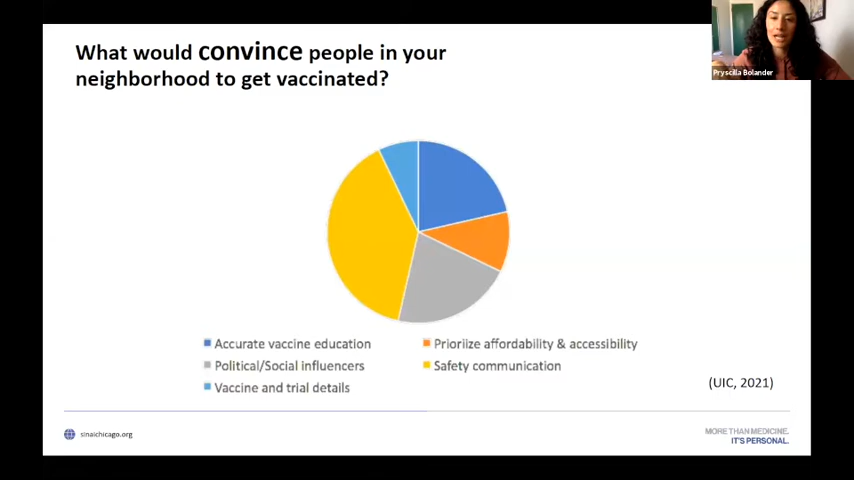 What would convince people in your
neighborhood to get vaccinated?
Pryscilla Bolander
Accurate vaccine education
Prioriize affordability & accessibility
Political/Social influencers
Safety communication
Vaccine and trial details
(UIC, 2021)
sinaichicago.org
MORE THAN MEDICINE.
IT'S PERSONAL.